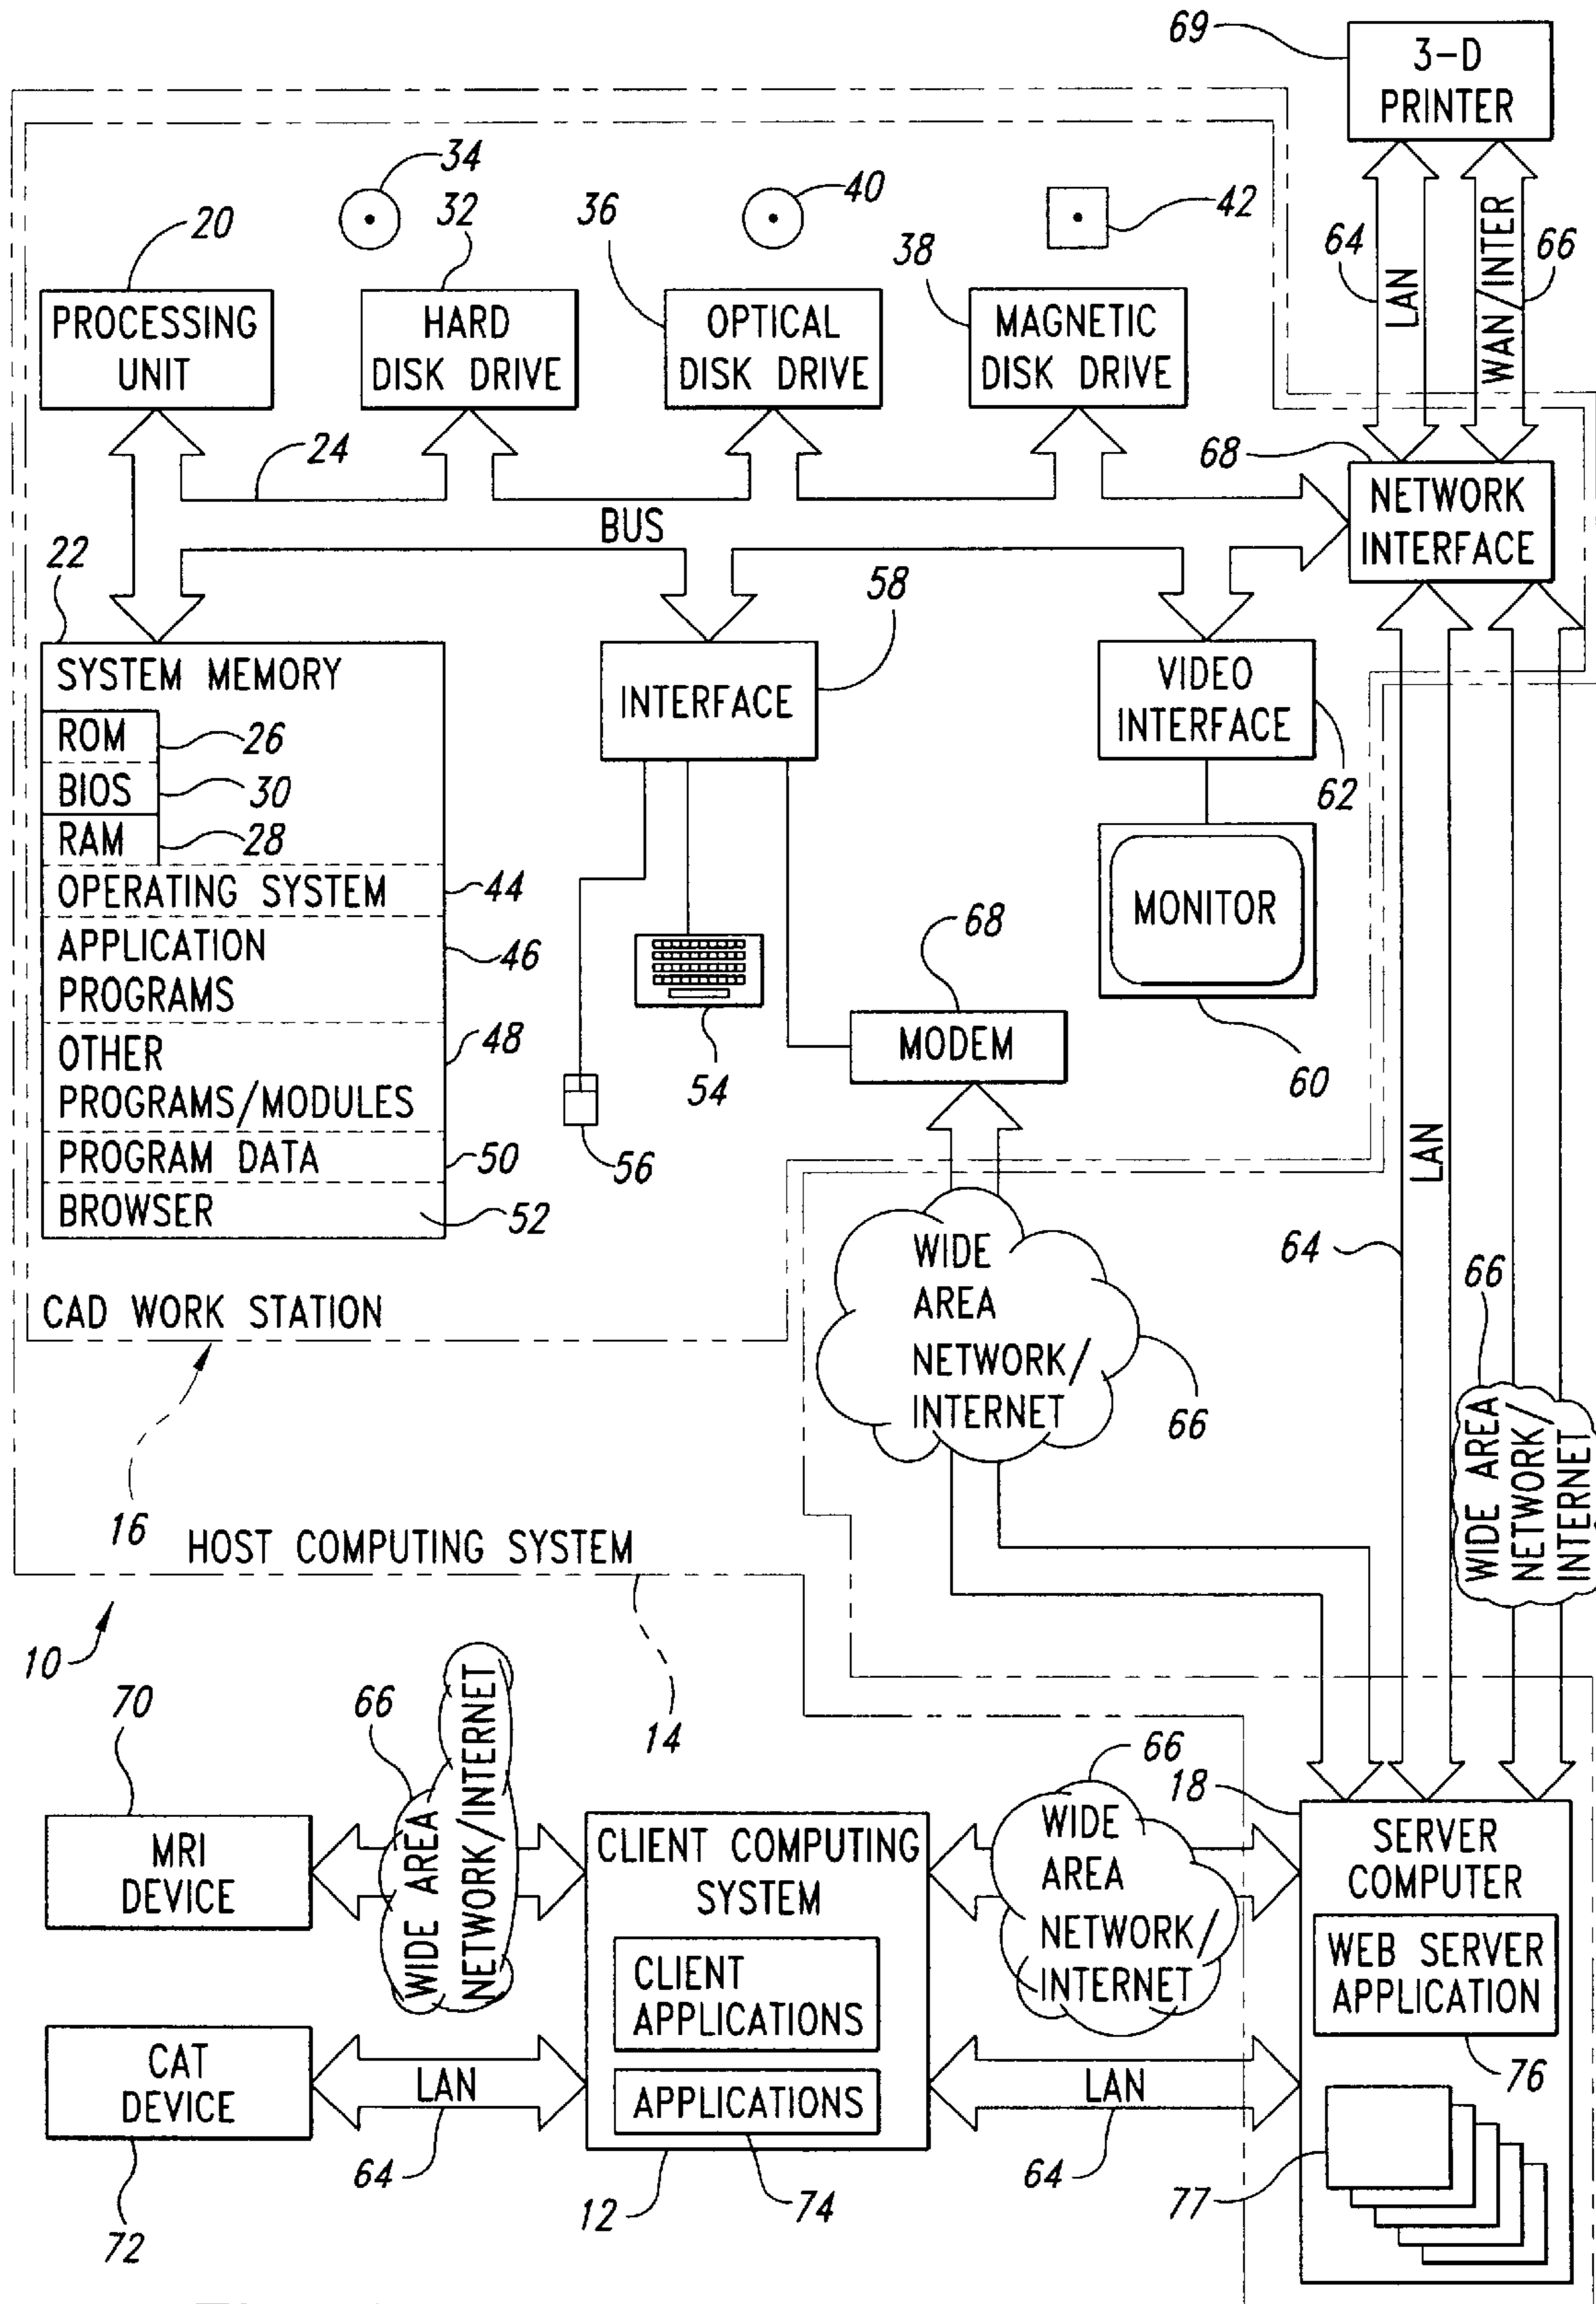 69
3-D
PRINTER
34
40
42
20
32
36
38
64
LAN
WAN/INTER
66
PROCESSING
UNIT
HARD
DISK DRIVE
OPTICAL
DISK DRIVE
MAGNETIC
DISK DRIVE
24
68
BUS
NETWORK
INTERFACE
22
58
SYSTEM MEMORY
ROM
26
BIOS
30
RAM
28
OPERATING SYSTEM
44
APPLICATION
PROGRAMS
46
OTHER
PROGRAMS/MODULES
48
PROGRAM DATA
50
BROWSER
52
INTERFACE
VIDEO
INTERFACE
62
MONITOR
60
68
MODEM
54
56
LAN
64
66
WIDE
AREA
NETWORK/
INTERNET
66
WIDE AREA
NETWORK/
INTERNET
CAD WORK STATION
16
HOST COMPUTING SYSTEM
10
14
70
66
WIDE AREA
NETWORK/INTERNET
MRI
DEVICE
CLIENT COMPUTING
SYSTEM
CLIENT
APPLICATIONS
APPLICATIONS
66
WIDE
AREA
NETWORK/
INTERNET
18
SERVER
COMPUTER
WEB SERVER
APPLICATION
76
CAT
DEVICE
72
LAN
64
12
74
LAN
64
77